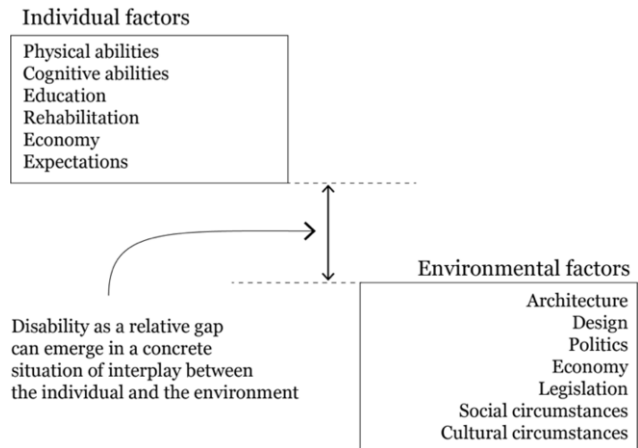 Individual factors
Physical abilities
Cognitive abilities
Education
Rehabilitation
Economy
Expectations
Environmental factors
Architecture
Design
Politics
Economy
Legislation
Social circumstances
Cultural circumstances
Disability as a relative gap
can emerge in a concrete
situation of interplay between
the individual and the environment